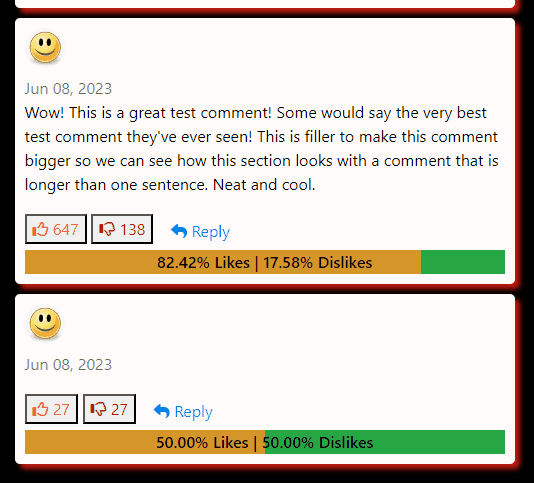 Jun 08, 2023
Wow! This is a great test comment! Some would say the very best
test comment they've ever seen! This is filler to make this comment
bigger so we can see how this section looks with a comment that is
longer than one sentence. Neat and cool.
647 138 Reply
82.42% Likes | 17.58% Dislikes
Jun 08, 2023
27 27 Reply
50.00% Likes | 50.00% Dislikes